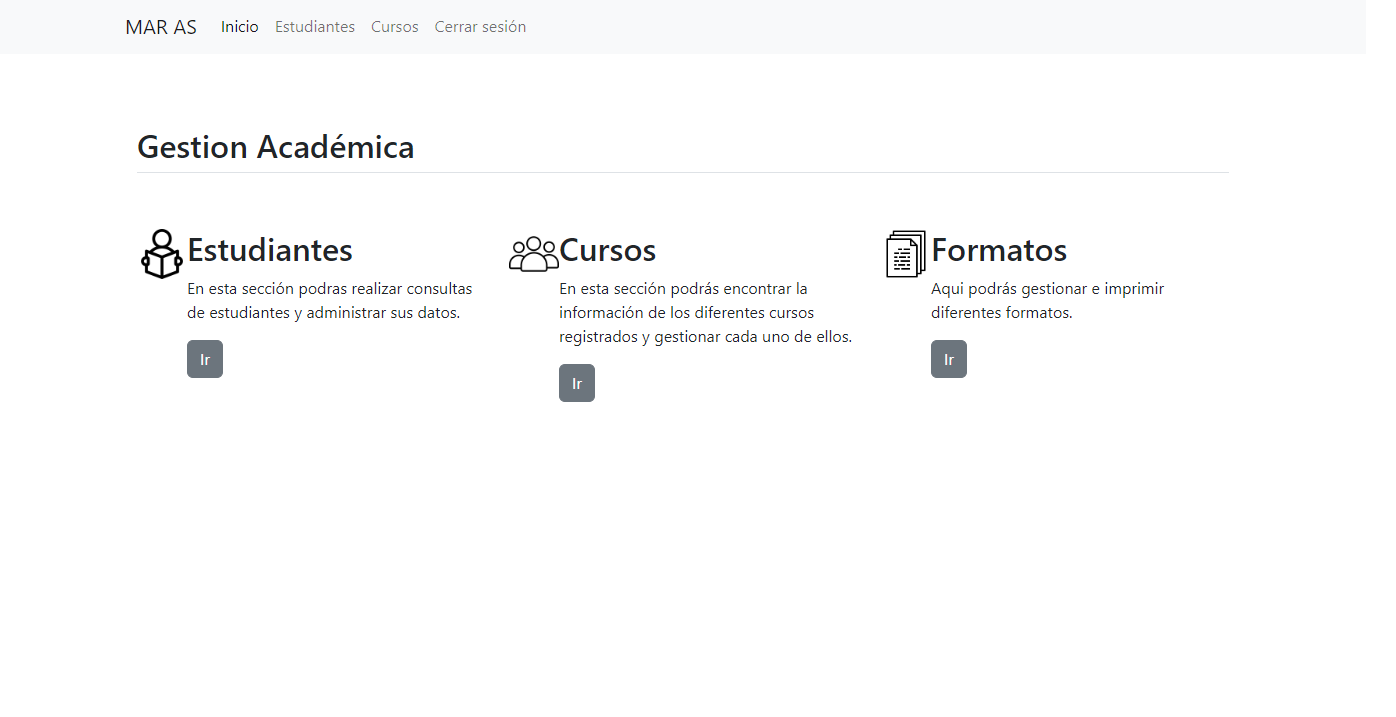 MAR AS Inicio Estudiantes Cursos Cerrar sesión
Gestion Académica
Estudiantes
En esta sección podras realizar consultas
de estudiantes y administrar sus datos.
Ir
Cursos
En esta sección podrás encontrar la
información de los diferentes cursos
registrados y gestionar cada uno de ellos.
Ir
Formatos
Aqui podrás gestionar e imprimir
diferentes formatos.
Ir